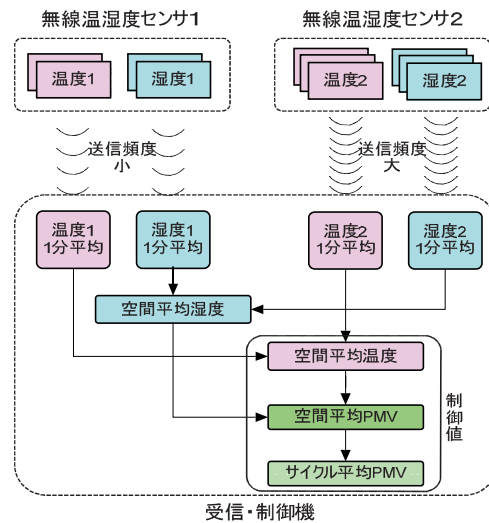 無線温湿度センサ1
無線温湿度センサ2
温度1
湿度1
温度2
湿度2
送信頻度
小
送信頻度
大
温度1
1分平均
湿度1
1分平均
温度2
1分平均
湿度2
1分平均
空間平均湿度
空間平均温度
空間平均PMV
サイクル平均PMV
制御値
受信・制御機